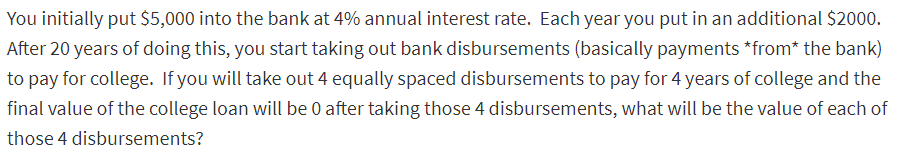 You initially put $5,000 into the bank at 4% annual interest rate.  Each year you put in an additional $2000.
After 20 years of doing this, you start taking out bank disbursements (basically payments *from* the bank)
to pay for college.  If you will take out 4 equally spaced disbursements to pay for 4 years of college and the
final value of the college loan will be 0 after taking those 4 disbursements, what will be the value of each of
those 4 disbursements?